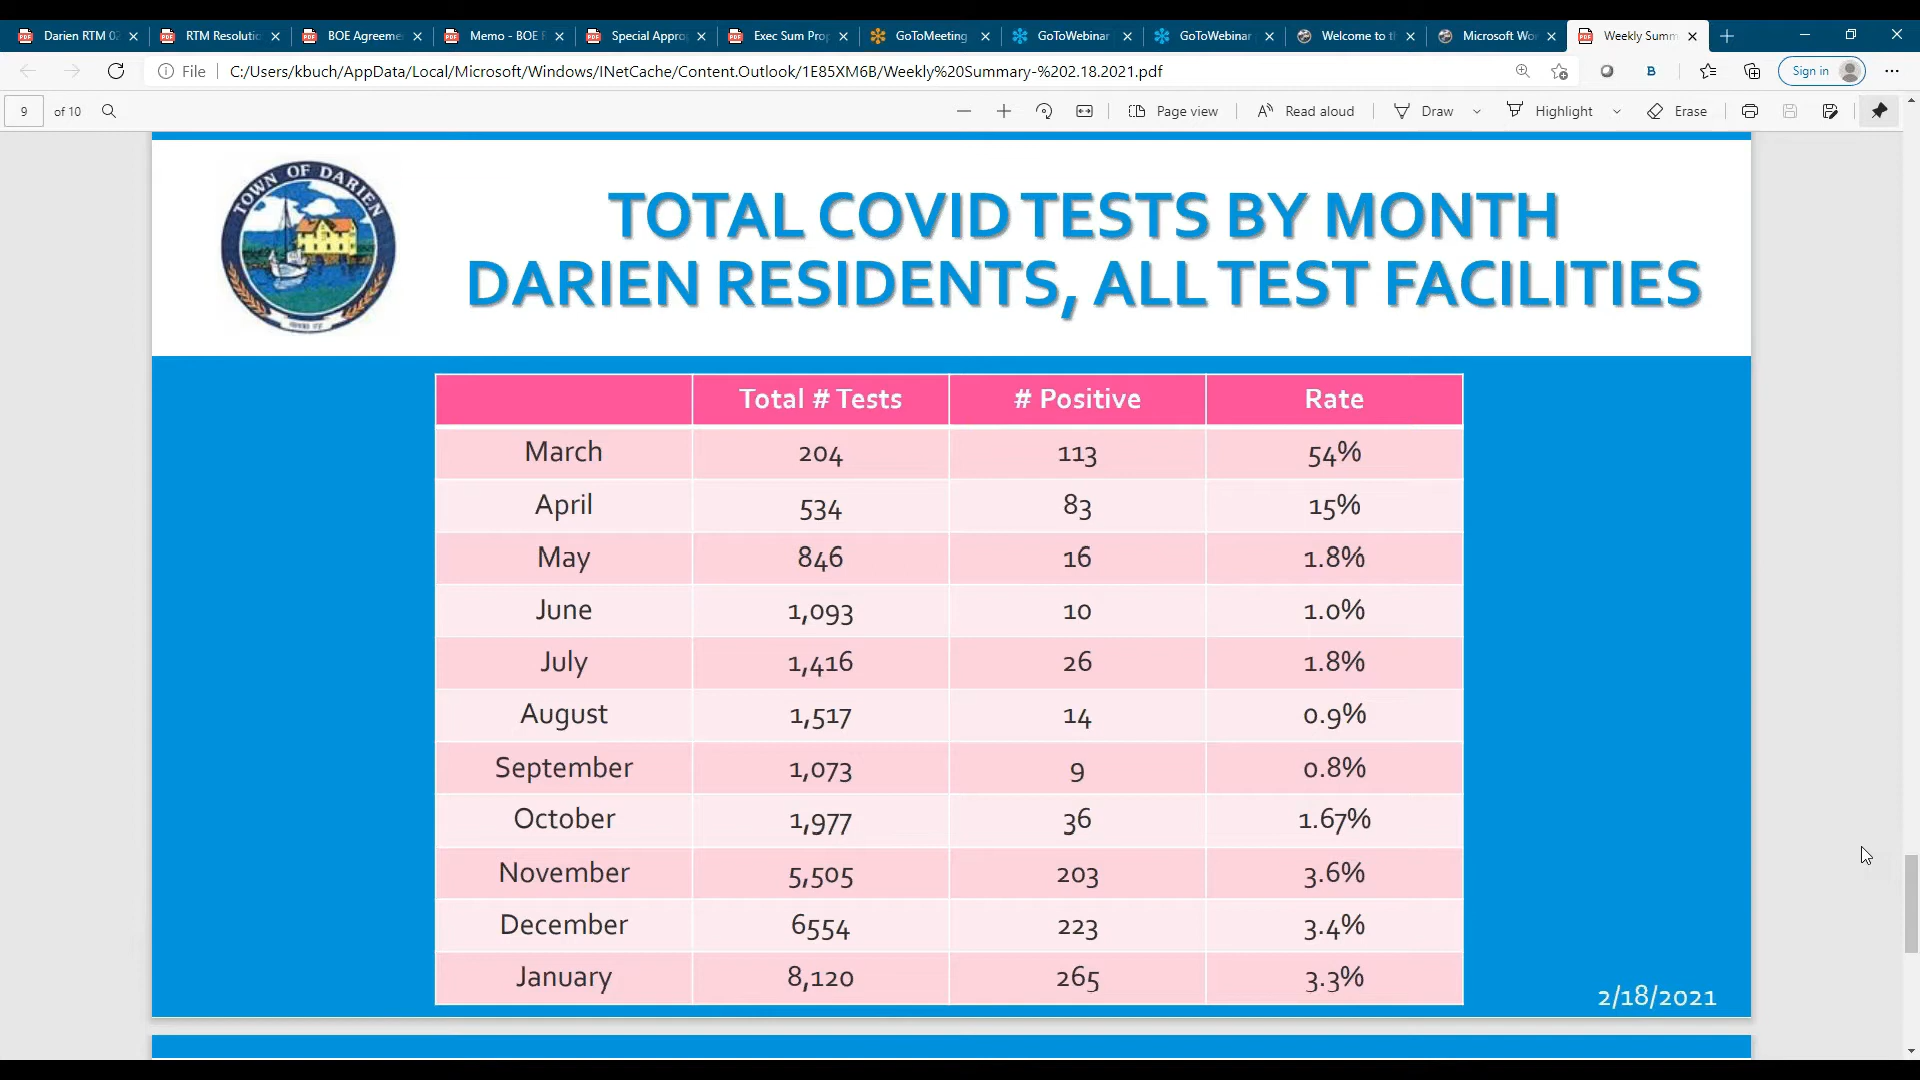 Darien RTM 02
RTM Resolutio
BOE Agreeme
Memo - BOE R
Special Appro
Exec Sum Prop
GoToMeeting
GoToWebinar
GoToWebinar
Welcome to t
Microsoft Wo
Weekly Summ
File
C:/Users/kbuch/AppData/Local/Microsoft/Windows/INetCache/Content.Outlook/1E85XM6B/Weekly%20Summary-%202.18.2021.pdf
Sign in
9 of 10
Page view
Read aloud
Draw
Highlight
Erase
TOWN OF DARIEN
TOTAL COVID TESTS BY MONTH
DARIEN RESIDENTS, ALL TEST FACILITIES
Total # Tests # Positive Rate
March 204 113 54%
April 534 83 15%
May 846 16 1.8%
June 1,093 10 1.0%
July 1,416 26 1.8%
August 1,517 14 0.9%
September 1,073 9 0.8%
October 1,977 36 1.67%
November 5,505 203 3.6%
December 6554 223 3.4%
January 8,120 265 3.3%
2/18/2021